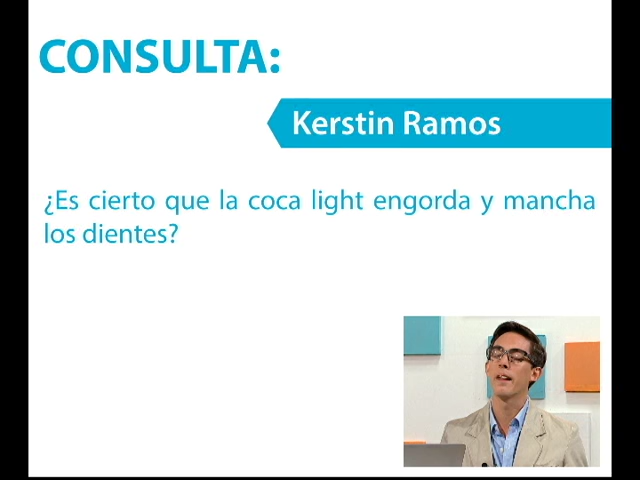 CONSULTA:
Kerstin Ramos
¿Es cierto que la coca light engorda y mancha
los dientes?